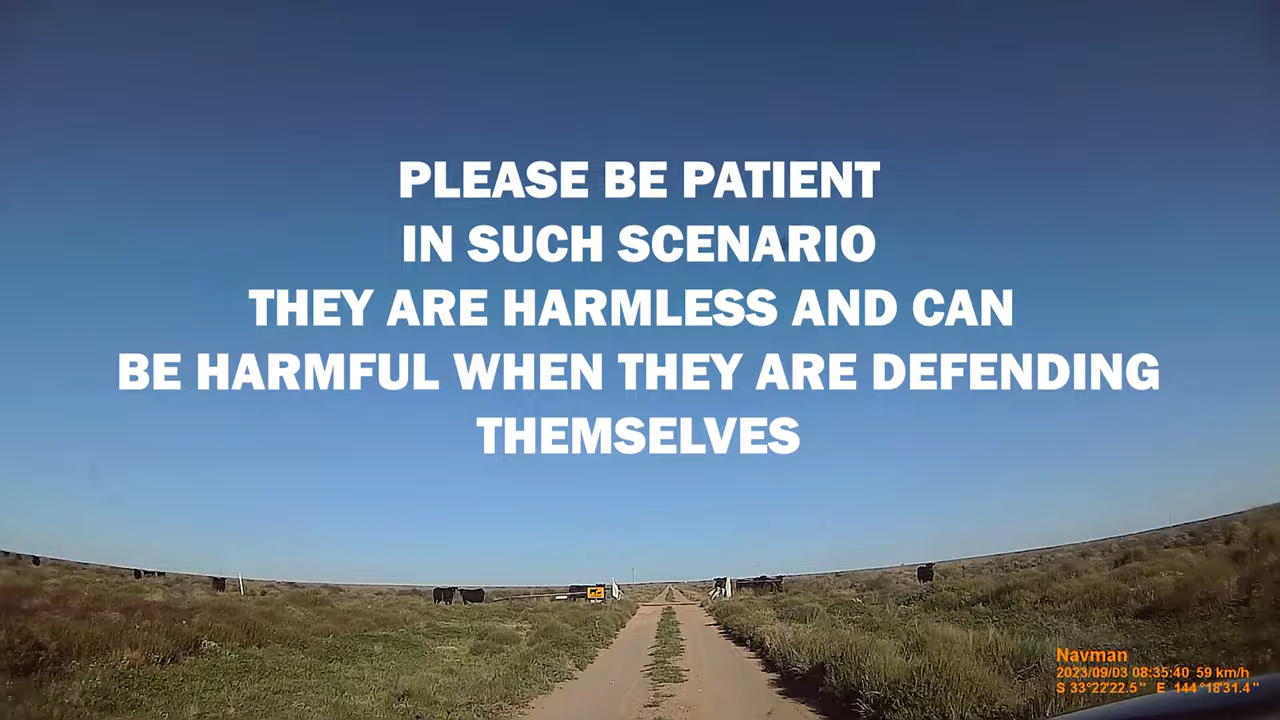 PLEASE BE PATIENT
IN SUCH SCENARIO
THEY ARE HARMLESS AND CAN
BE HARMFUL WHEN THEY ARE DEFENDING
THEMSELVES
Navman
2023/09/03 08:35:40 59 km/h
S 33°22'22.5" E 144°18'31.4"